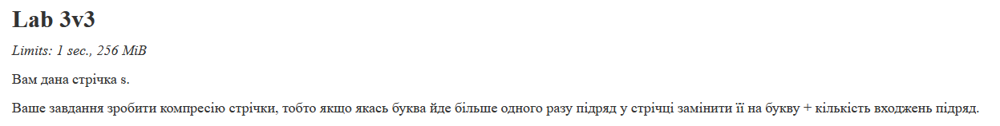 Lab 3v3
Limits: 1 sec., 256 MiB
Вам дана стрічка s.
Ваше завдання зробити компресію стрічки, тобто якщо якась буква йде більше одного разу підряд у стрічці замінити її на букву + кількість входжень підряд.